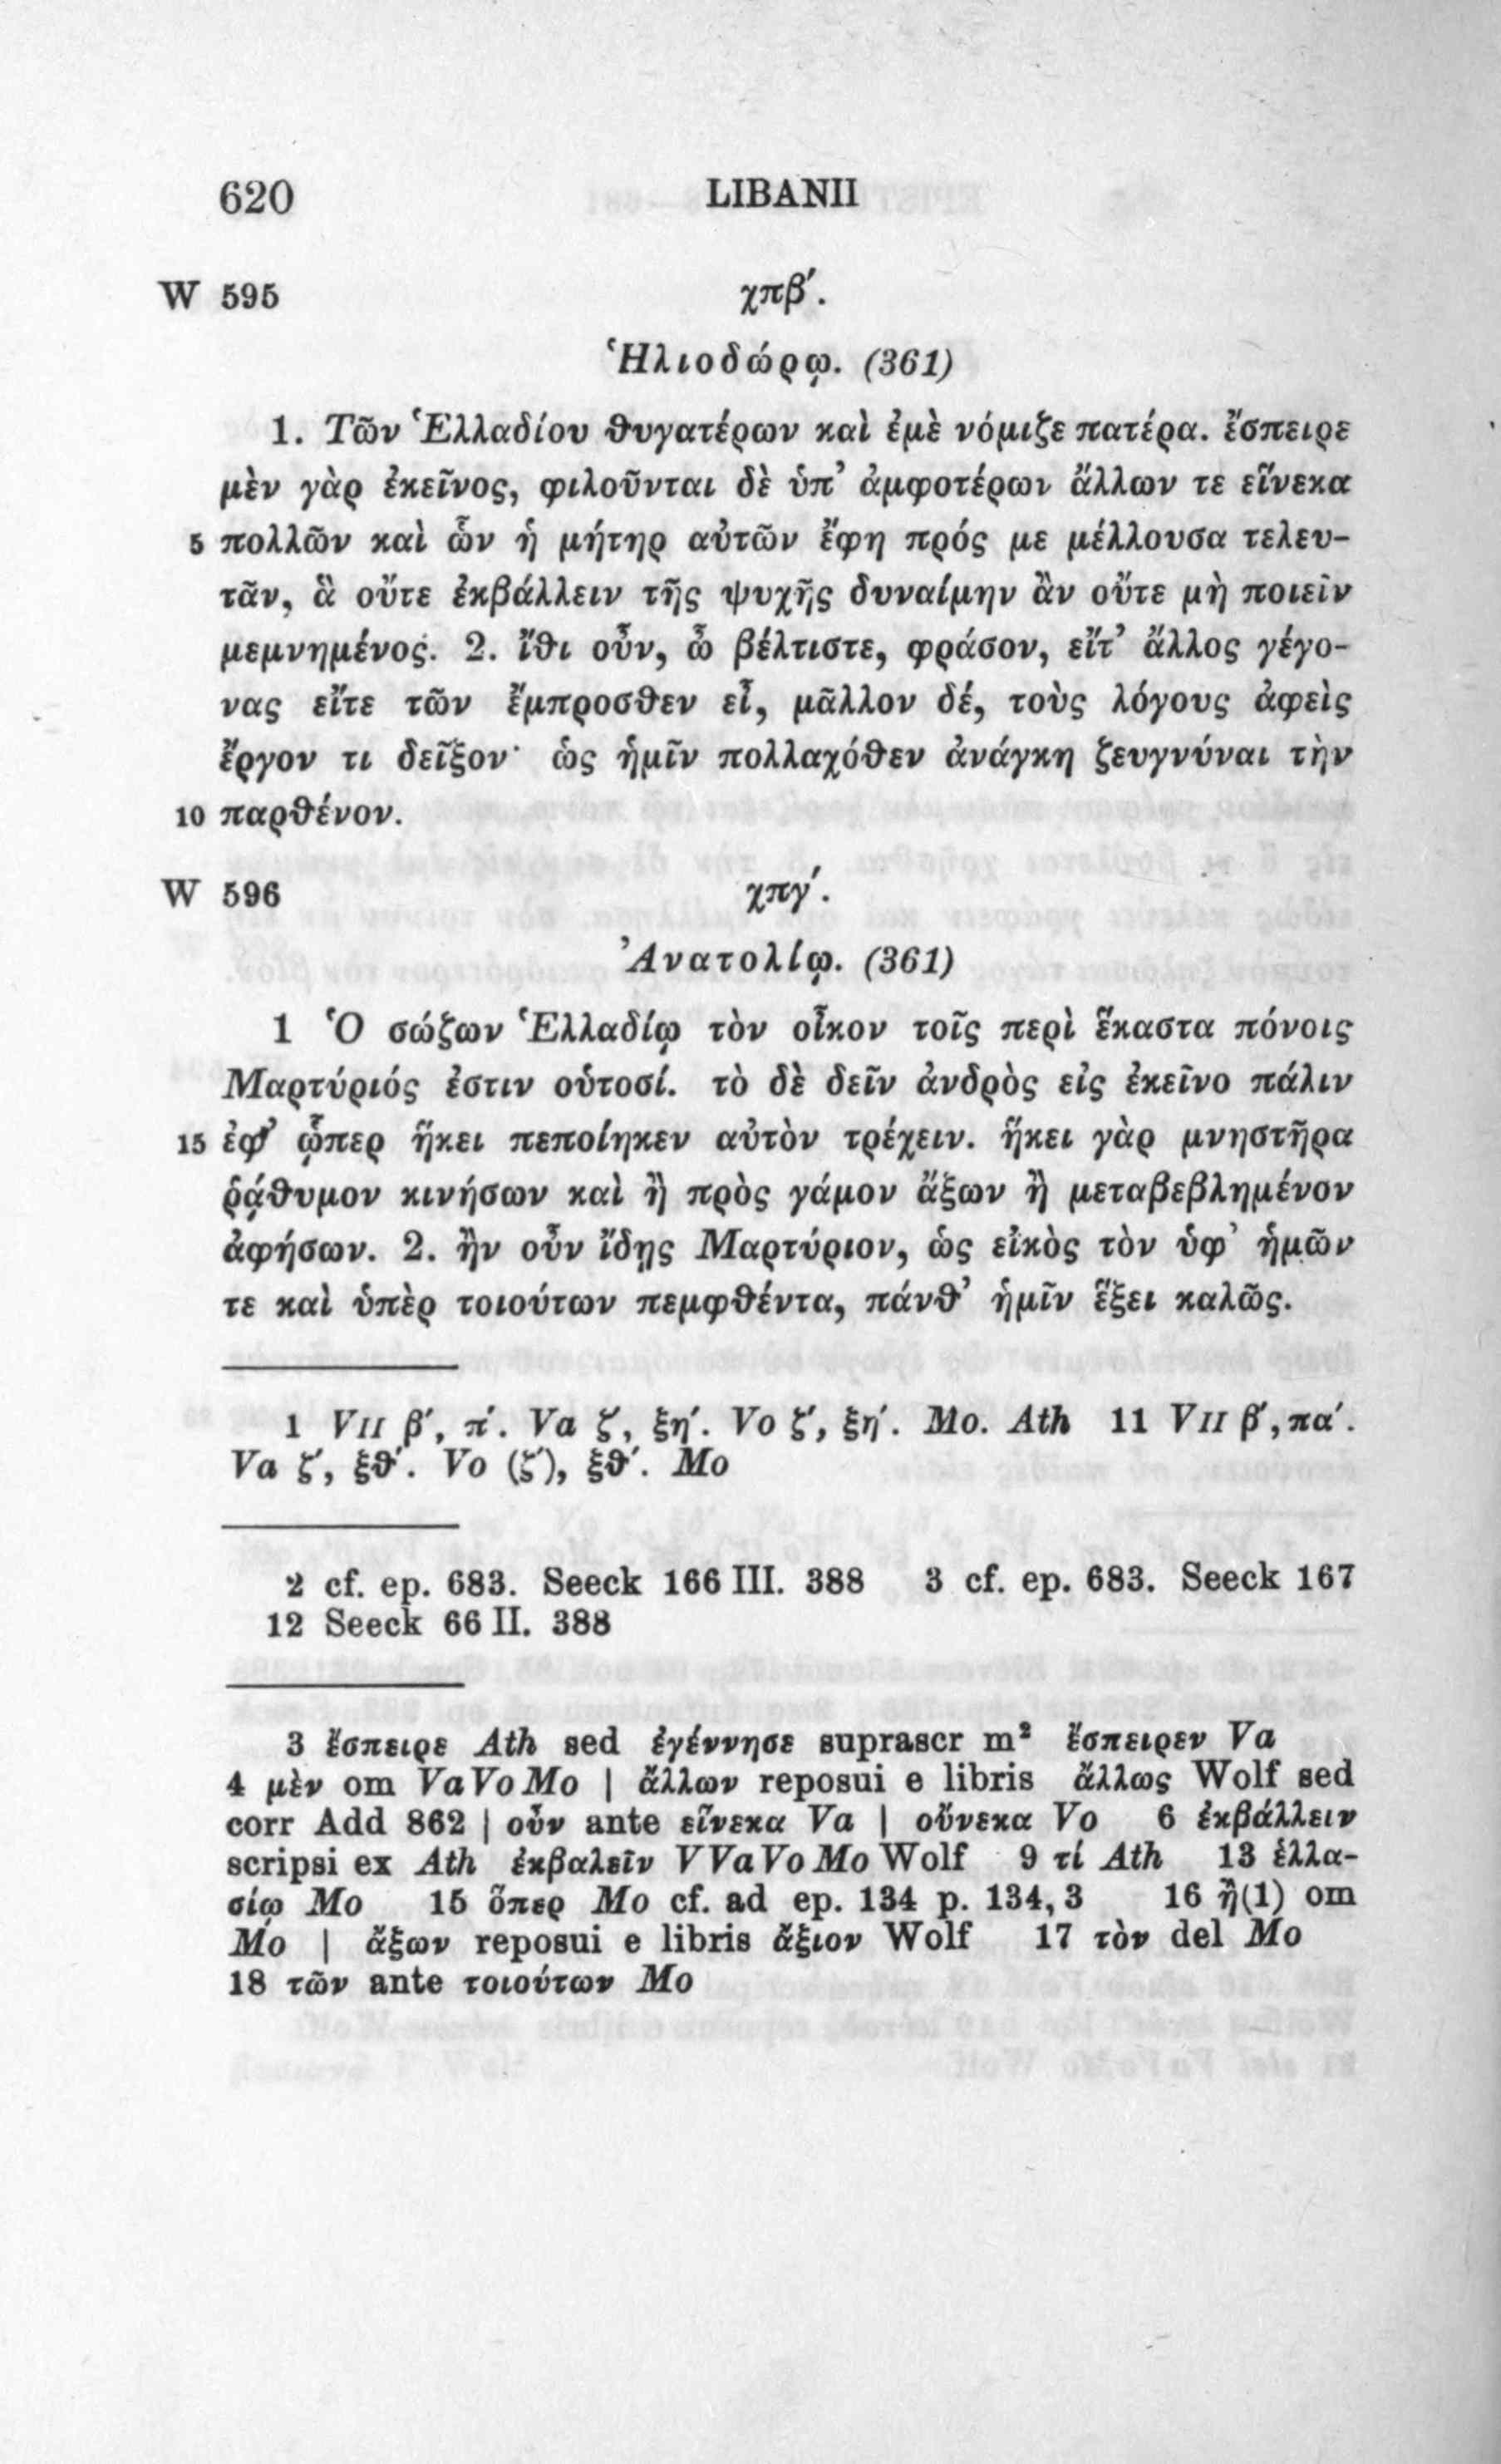 620 LIBANII
W 595 χπβ΄.
Ἡλιοδώρῳ. (361)
1. Τῶν Ἑλλαδίου θυγατέρων καὶ ἐμὲ νόμιζε πατέρα. ἔσπειρε
μὲν γὰρ ἐκεῖνος, φιλοῦνται δὲ ὑπ᾽ ἀμφοτέρων ἄλλων τε εἵνεκα
5 πολλῶν καὶ ὧν ἡ μήτηρ αὐτῶν ἔφη πρός με μέλλουσα τελευ-
τᾶν, ἃ οὔτε ἐκβάλλειν τῆς ψυχῆς δυναίμην ἂν οὔτε μὴ ποιεῖν
μεμνημένος. 2. ἴθι οὖν, ὦ βέλτιστε, φράσον, εἴτ᾽ ἄλλος γέγο-
νας εἴτε τῶν ἔμπροσθεν εἶ, μᾶλλον δέ, τοὺς λόγους ἀφεὶς
ἔργον τι δεῖξον· ὡς ἡμῖν πολλαχόθεν ἀνάγκη ζευγνύναι τὴν
10 παρθένον.
W 596 χπγ΄.
Ἀνατολίῳ. (361)
1 Ὁ σώζων Ἑλλαδίῳ τὸν οἶκον τοῖς περὶ ἕκαστα πόνοις
Μαρτύριός ἐστιν οὑτοσί. τὸ δὲ δεῖν ἀνδρὸς εἰς ἐκεῖνο πάλιν
15 ἐφ᾽ ᾧπερ ἥκει πεποίηκεν αὐτὸν τρέχειν. ἥκει γὰρ μνηστῆρα
ῥᾴθυμον κινήσων καὶ ἢ πρὸς γάμον ἄξων ἢ μεταβεβλημένον
ἀφήσων. 2. ἢν οὖν ἴδῃς Μαρτύριον, ὡς εἰκὸς τὸν ὑφ᾽ ἡμῶν
τε καὶ ὑπὲρ τοιούτων πεμφθέντα, πάνθ᾽ ἡμῖν ἕξει καλῶς.
1 VII β΄, π΄. Va ζ΄, ξη΄. Vo ζ΄, ξη΄. Mo. Ath 11 VII β΄, πα΄.
Va ζ΄, ξθ΄. Vo (ζ΄), ξθ΄. Mo
2 cf. ep. 683. Seeck 166 III. 388 3 cf. ep. 683. Seeck 167
12 Seeck 66 II. 388
3 ἔσπειρε Ath sed ἐγέννησε suprascr m² ἔσπειρεν Va
4 μὲν om Va Vo Mo | ἄλλων reposui e libris ἄλλως Wolf sed
corr Add 862 | οὖν ante εἵνεκα Va | οὕνεκα Vo 6 ἐκβάλλειν
scripsi ex Ath ἐκβαλεῖν V Va Vo Mo Wolf 9 τί Ath 13 ἑλλα-
σίῳ Mo 15 ὅπερ Mo cf. ad ep. 134 p. 134, 3 16 ἢ(1) om
Mo | ἄξων reposui e libris ἄξιον Wolf 17 τὸν del Mo
18 τῶν ante τοιούτων Mo